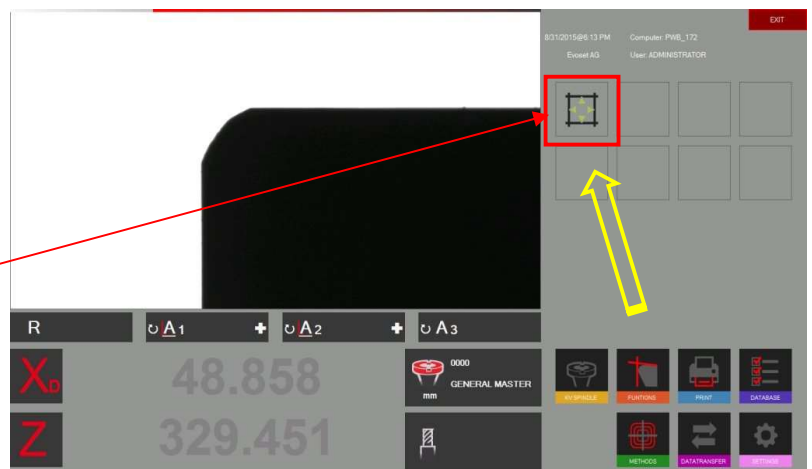 EXIT
8/31/2015@6:13 PM Computer: PWB_172
Evoset AG User: ADMINISTRATOR
R A1 A2 A3
XD 48.858 0000
GENERAL MASTER
mm
KV.SPINDLE FUNTIONS PRINT DATABASE
Z 329.451
METHODS DATATRANSFER SETTINGS